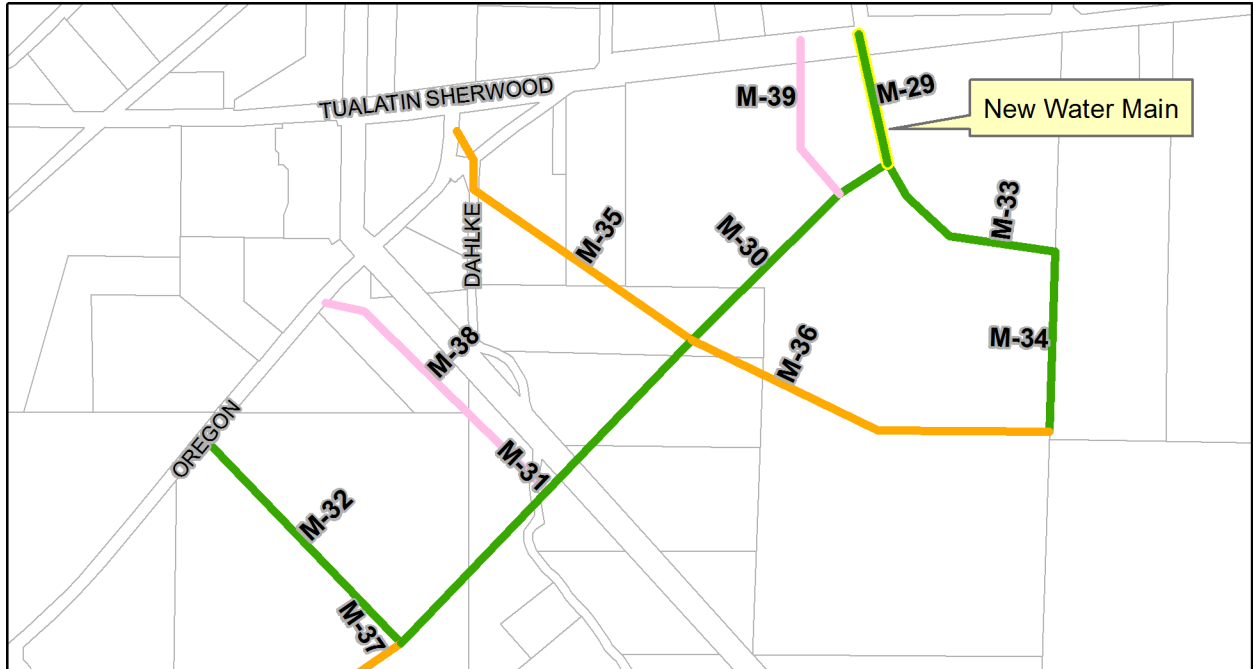 TUALATIN SHERWOOD
M-39
M-29
New Water Main
M-33
DAHLKE
M-35
M-30
M-34
M-38
M-36
OREGON
M-31
M-32
M-37